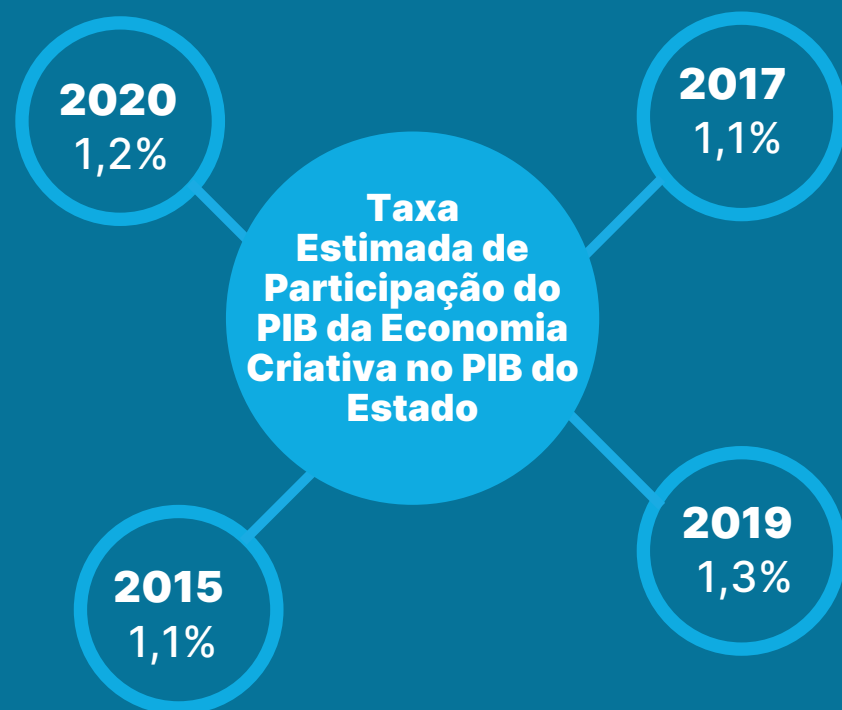 2020
1,2%
2017
1,1%
Taxa
Estimada de
Participação do
PIB da Economia
Criativa no PIB do
Estado
2015
1,1%
2019
1,3%